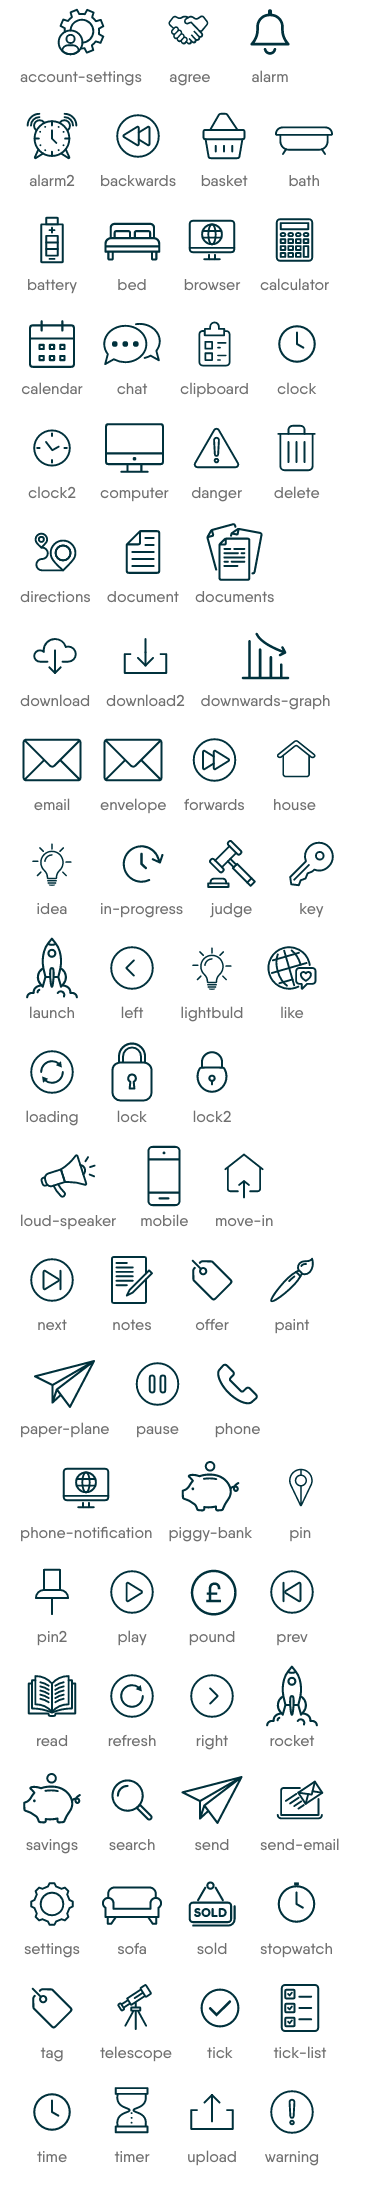 account-settings agree alarm
alarm2 backwards basket bath
battery bed browser calculator
calendar chat clipboard clock
clock2 computer danger delete
directions document documents
download download2 downwards-graph
email envelope forwards house
idea in-progress judge key
launch left lightbuld like
loading lock lock2
loud-speaker mobile move-in
next notes offer paint
paper-plane pause phone
phone-notification piggy-bank pin
£
pin2 play pound prev
read refresh right rocket
savings search send send-email
SOLD
settings sofa sold stopwatch
tag telescope tick tick-list
time timer upload warning